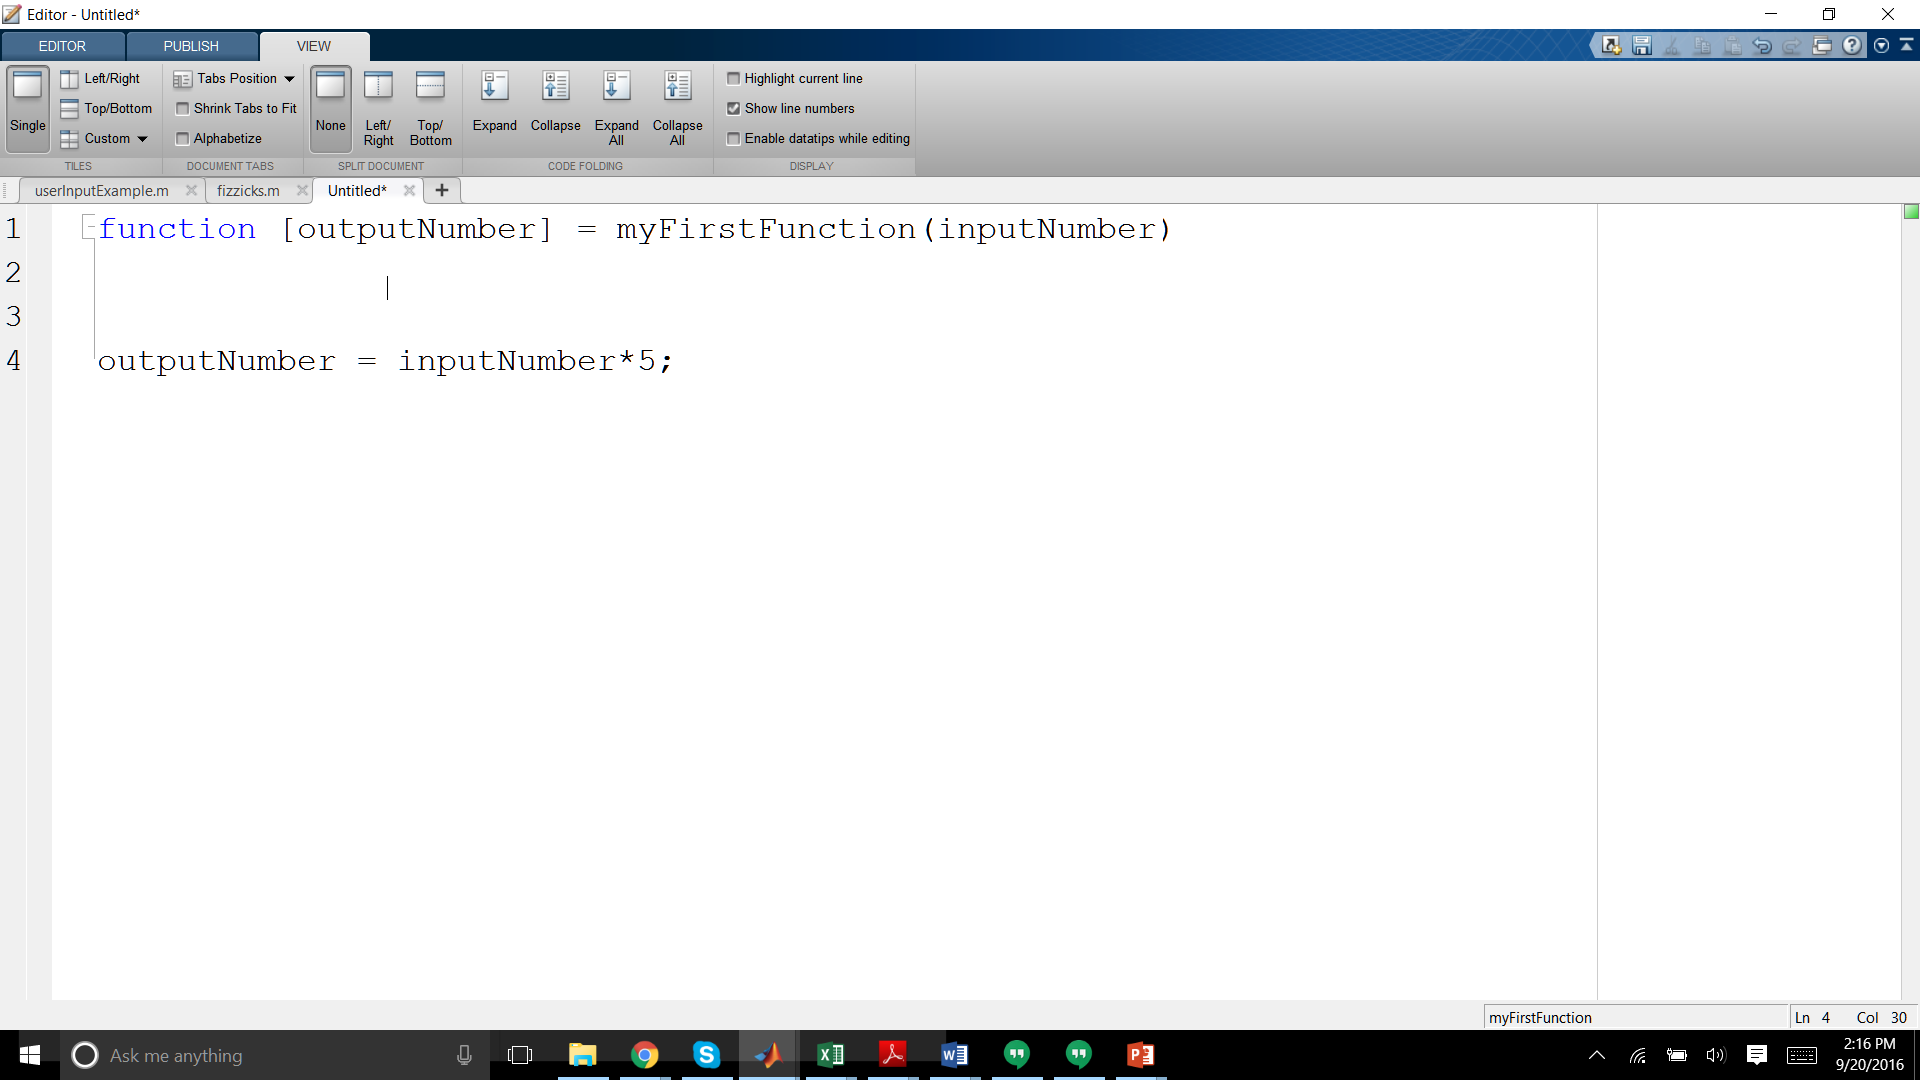 Editor - Untitled*
EDITOR PUBLISH VIEW
Single
Left/Right
Top/Bottom
Custom
TILES
Tabs Position
Shrink Tabs to Fit
Alphabetize
DOCUMENT TABS
None
Left/
Right
Top/
Bottom
SPLIT DOCUMENT
Expand
Collapse
Expand
All
Collapse
All
CODE FOLDING
Highlight current line
Show line numbers
Enable datatips while editing
DISPLAY
userInputExample.m fizzicks.m Untitled*
1 function [outputNumber] = myFirstFunction(inputNumber)
2
3
4 outputNumber = inputNumber*5;
myFirstFunction Ln 4 Col 30
Ask me anything
2:16 PM
9/20/2016